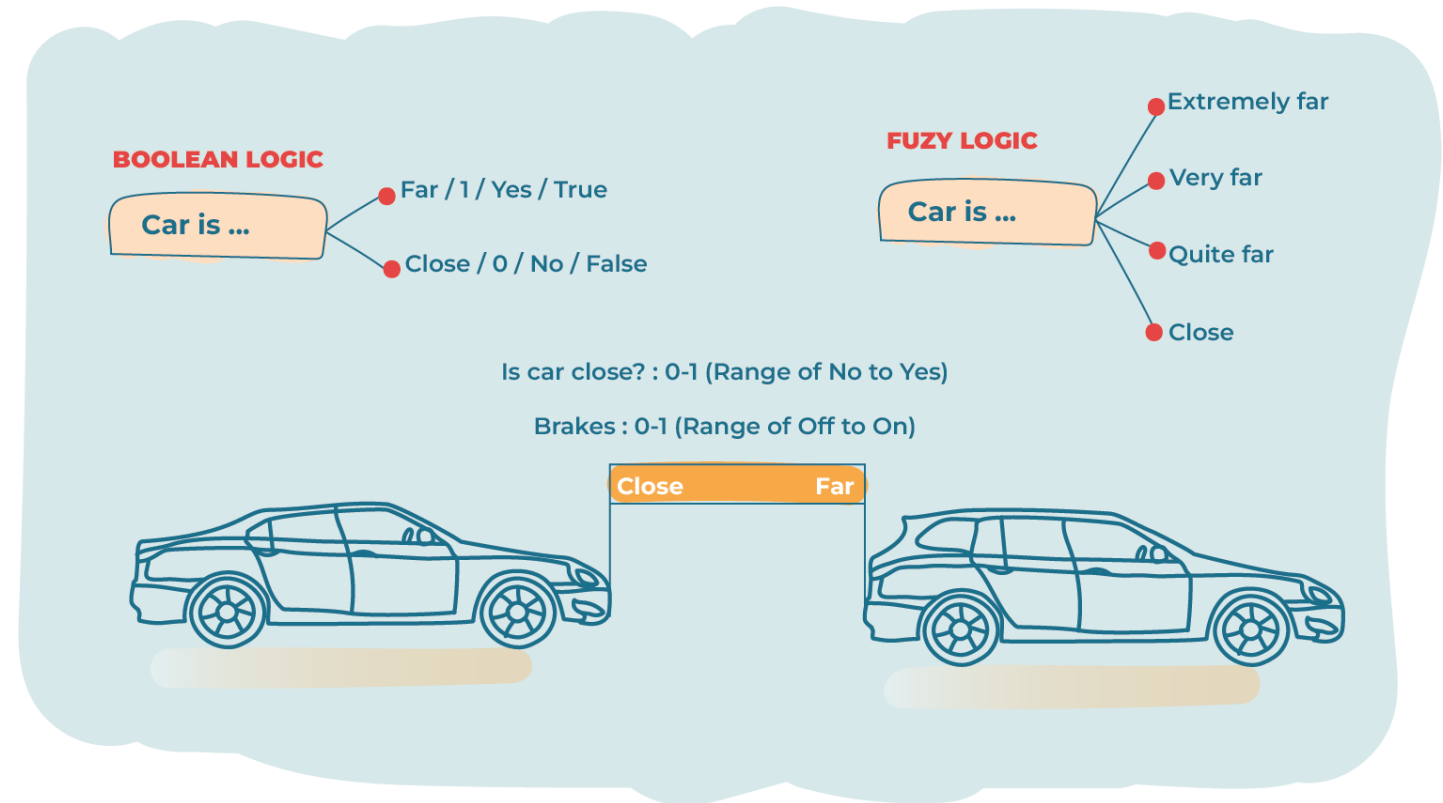 BOOLEAN LOGIC
Car is ...
Far / 1 / Yes / True
Close / 0 / No / False
FUZY LOGIC
Car is ...
Extremely far
Very far
Quite far
Close
Is car close? : 0-1 (Range of No to Yes)
Brakes : 0-1 (Range of Off to On)
Close Far